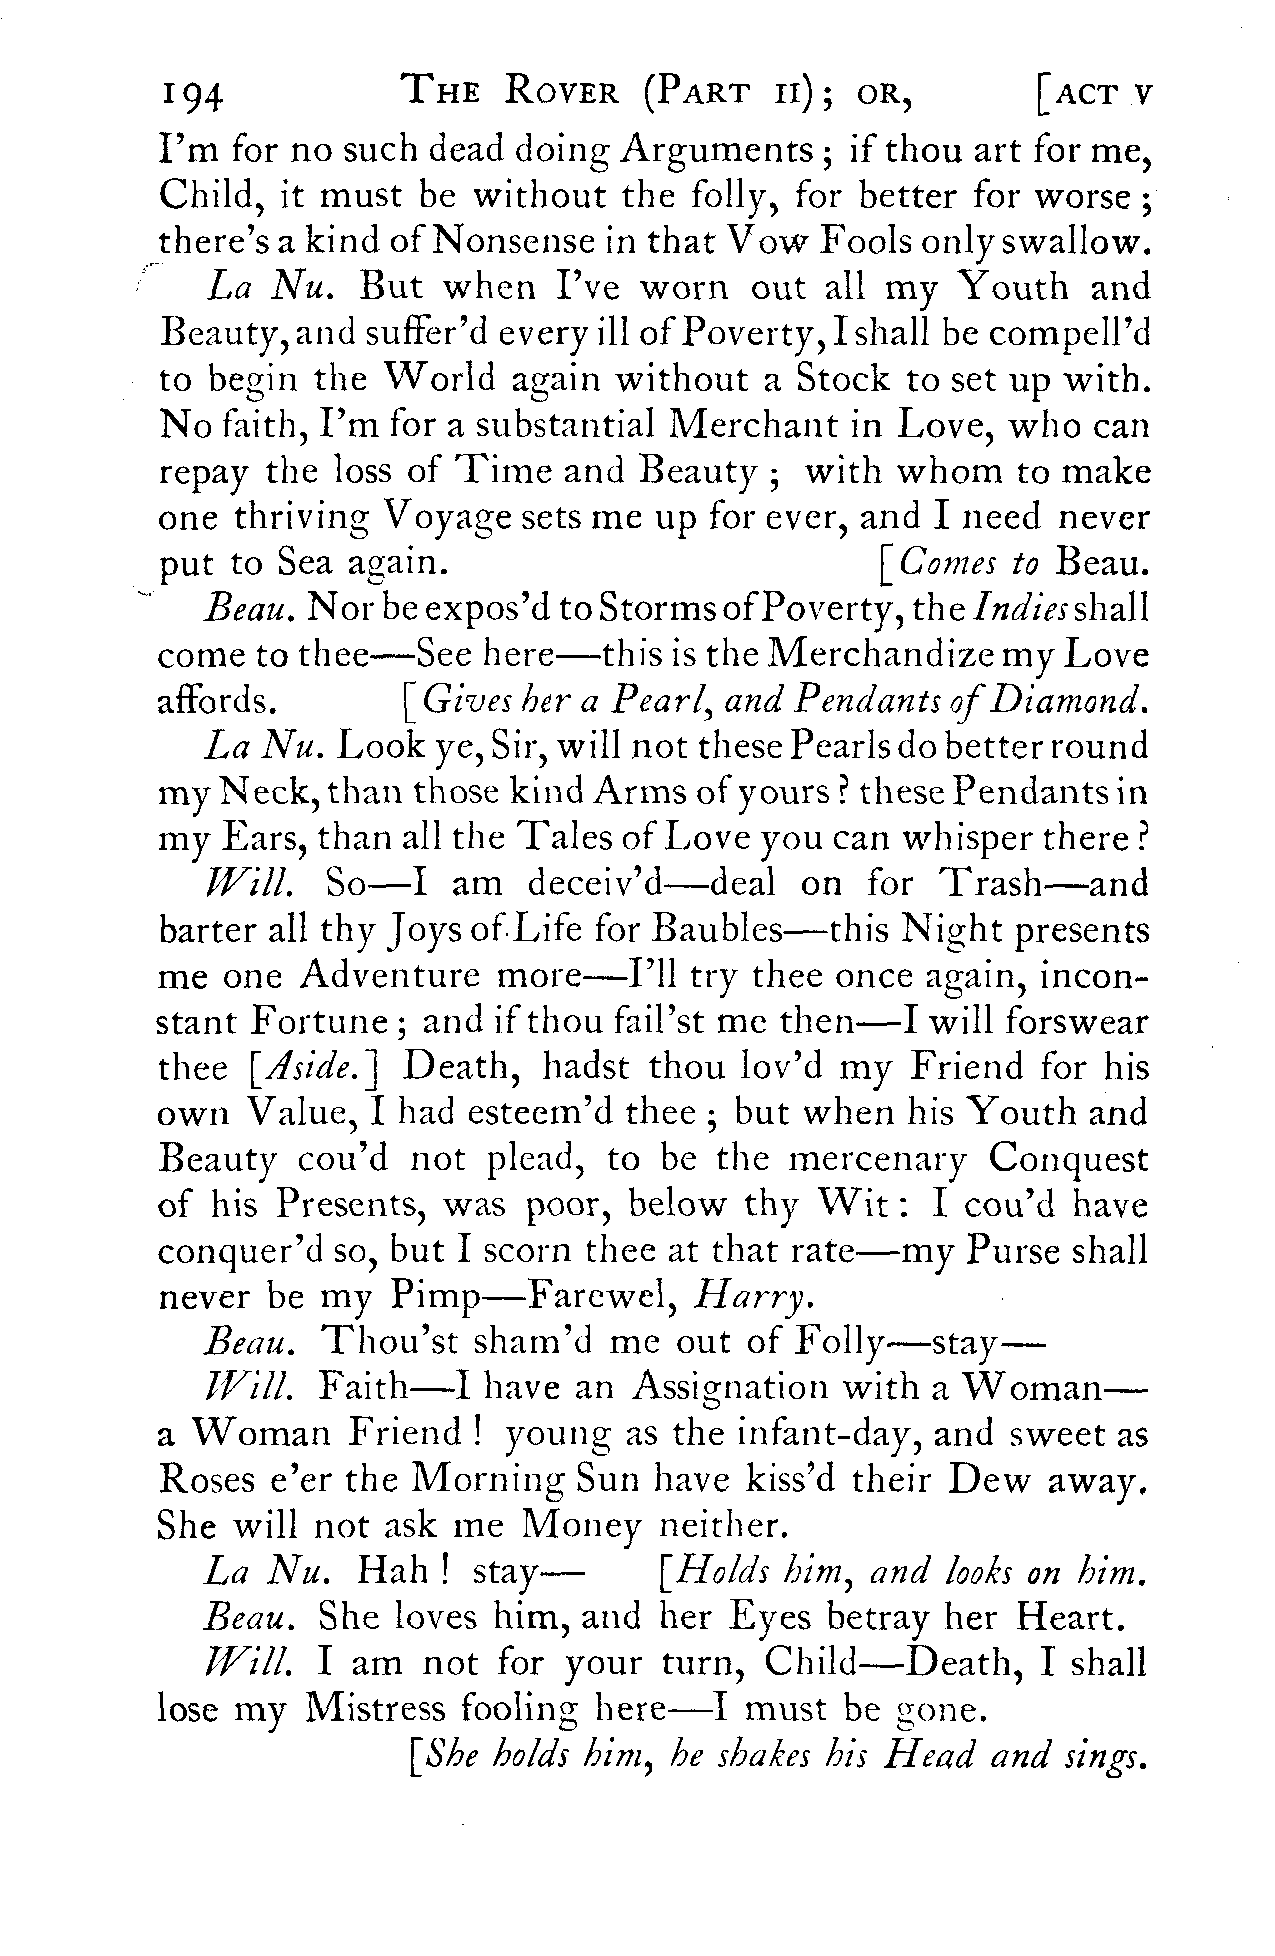 194 THE ROVER (PART II); OR, [ACT V
I'm for no such dead doing Arguments; if thou art for me,
Child, it must be without the folly, for better for worse;
there's a kind of Nonsense in that Vow Fools only swallow.
La Nu. But when I've worn out all my Youth and
Beauty, and suffer'd every ill of Poverty, I shall be compell'd
to begin the World again without a Stock to set up with.
No faith, I'm for a substantial Merchant in Love, who can
repay the loss of Time and Beauty; with whom to make
one thriving Voyage sets me up for ever, and I need never
put to Sea again. [Comes to Beau.
Beau. Nor be expos'd to Storms of Poverty, the Indies shall
come to thee—See here—this is the Merchandize my Love
affords. [Gives her a Pearl, and Pendants of Diamond.
La Nu. Look ye, Sir, will not these Pearls do better round
my Neck, than those kind Arms of yours? these Pendants in
my Ears, than all the Tales of Love you can whisper there?
Will. So—I am deceiv'd—deal on for Trash—and
barter all thy Joys of Life for Baubles—this Night presents
me one Adventure more—I'll try thee once again, incon-
stant Fortune; and if thou fail'st me then—I will forswear
thee [Aside.] Death, hadst thou lov'd my Friend for his
own Value, I had esteem'd thee; but when his Youth and
Beauty cou'd not plead, to be the mercenary Conquest
of his Presents, was poor, below thy Wit: I cou'd have
conquer'd so, but I scorn thee at that rate—my Purse shall
never be my Pimp—Farewel, Harry.
Beau. Thou'st sham'd me out of Folly—stay—
Will. Faith—I have an Assignation with a Woman—
a Woman Friend! young as the infant-day, and sweet as
Roses e'er the Morning Sun have kiss'd their Dew away.
She will not ask me Money neither.
La Nu. Hah! stay— [Holds him, and looks on him.
Beau. She loves him, and her Eyes betray her Heart.
Will. I am not for your turn, Child—Death, I shall
lose my Mistress fooling here—I must be gone.
[She holds him, he shakes his Head and sings.